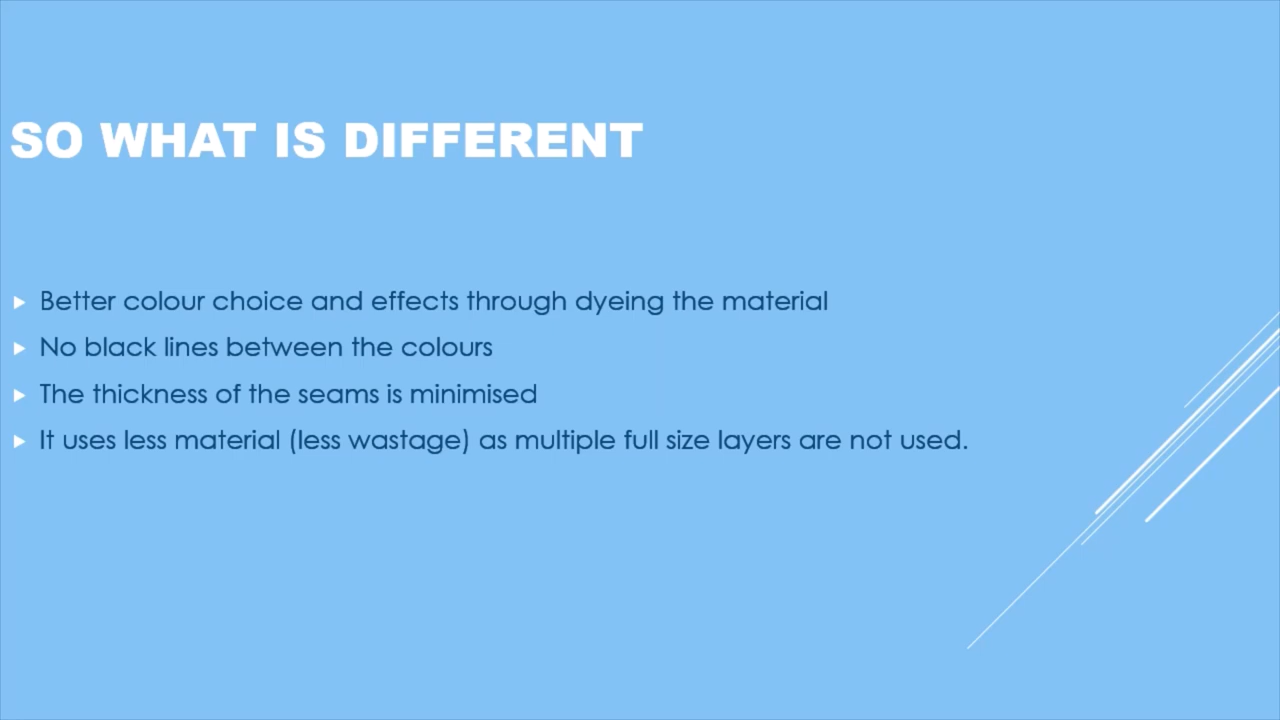 SO WHAT IS DIFFERENT
Better colour choice and effects through dyeing the material
No black lines between the colours
The thickness of the seams is minimised
It uses less material (less wastage) as multiple full size layers are not used.